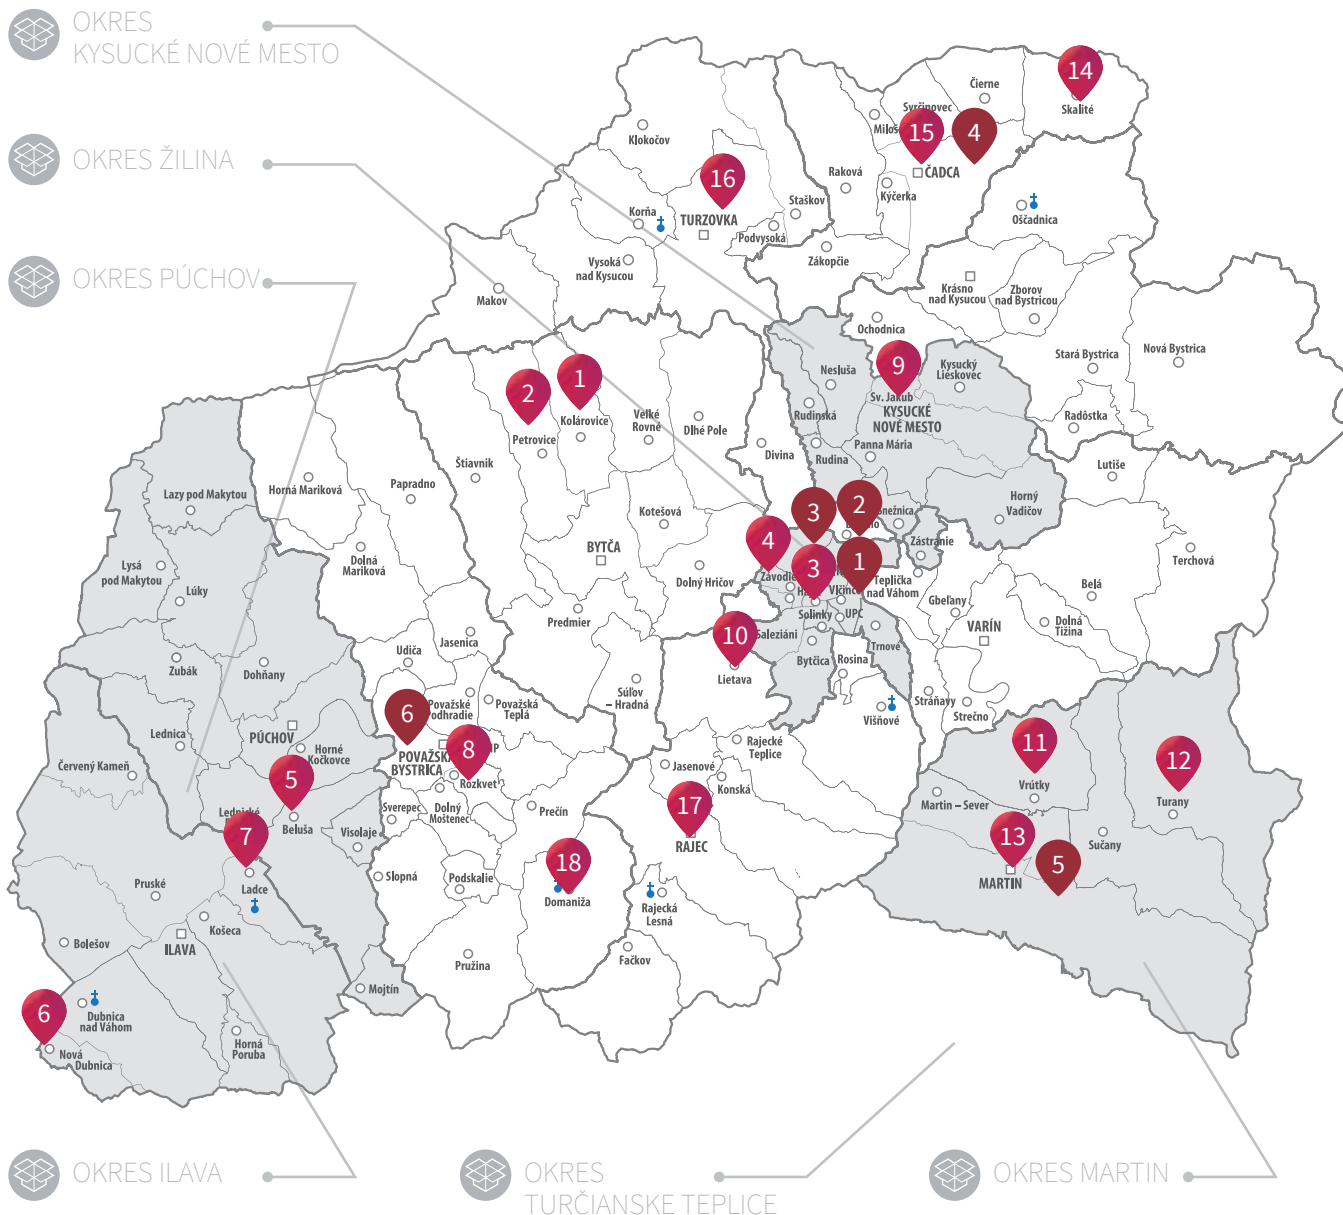 OKRES
KYSUCKÉ NOVÉ MESTO
OKRES ŽILINA
OKRES PÚCHOV
14
Skalité
Čierne
Svrčinovec
15
4
ČADCA
Klokočov
16
TURZOVKA
Raková
Kýčerka
Staškov
Korňa
Podvysoká
Oščadnica
Zákopčie
Vysoká
nad Kysucou
Makov
Krásno
nad Kysucou
Zborov
nad Bystricou
Ochodnica
Stará Bystrica
Nová Bystrica
Radôstka
9
Nesluša
Kysucký
Lieskovec
Sv. Jakub
KYSUCKÉ
NOVÉ MESTO
Rudinská
Panna Mária
Rudina
Divina
Horný
Vadičov
Lutiše
2
1
Kolárovice
Petrovice
Veľké
Rovné
Dlhé Pole
Štiavnik
Papradno
Horná Mariková
Lazy pod Makytou
Kotešová
BYTČA
3
2
Zástranie
Terchová
Dolná
Mariková
Lysá
pod Makytou
Lúky
4
3
1
Dolný Hričov
Teplička
nad Váhom
Belá
Gbeľany
Dolná
Tižina
VARÍN
Solinky
UPC
Predmier
Jasenica
Udiča
10
Saleziáni
Bytčica
Trnové
Rosina
Lietava
Zubák
Dohňany
Súľov
– Hradná
Višňové
Stráňavy
Strečno
6
Považské
Podhradie
Považská
Teplá
PÚCHOV
Lednica
Horné
Kočkovce
8
POVAŽSKÁ
BYSTRICA
Rozkvet
Rajecké
Teplice
Jasenové
Konská
11
12
Vrútky
Turany
Červený Kameň
5
Beluša
Sverepec
Dolný
Moštenec
Prečín
17
RAJEC
Martin – Sever
13
5
MARTIN
Sučany
7
Ladce
Visolaje
Slopná
Podskalie
18
Domaniža
Rajecká
Lesná
Pruské
Košeca
ILAVA
Bolešov
Pružina
Fačkov
Mojtín
6
Dubnica
nad Váhom
Nová
Dubnica
Horná
Poruba
OKRES ILAVA
OKRES
TURČIANSKE TEPLICE
OKRES MARTIN